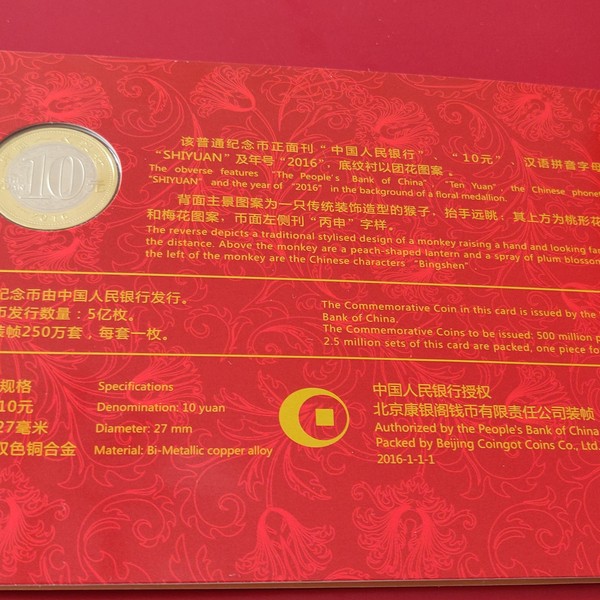 该普通纪念币正面刊“中国人民银行”、“10元”，汉语拼音字母
“SHIYUAN”及年号“2016”，底纹衬以团花图案。
The obverse features "The People's Bank of China", "Ten Yuan", the Chinese
"SHIYUAN" and the year of "2016" in the background of a floral medallion.
背面主景图案为一只传统装饰造型的猴子，抬手远眺，其上方为桃形花
和梅花图案，币面左侧刊“丙申”字样。
The reverse depicts a traditional stylised design of a monkey raising a hand and looking
the distance. Above the monkey are a peach-shaped lantern and a spray of plum
the left of the monkey are the Chinese characters "Bingshen"
纪念币由中国人民银行发行。
发行数量：5亿枚。
装帧250万套，每套一枚。
The Commemorative Coin in this card is issued by the
Bank of China.
The Commemorative Coins to be issued: 500 million
2.5 million sets of this card are packed, one piece
规格
10元
27毫米
双色铜合金
Specifications
Denomination: 10 yuan
Diameter: 27 mm
Material: Bi-Metallic copper alloy
中国人民银行授权
北京康银阁钱币有限责任公司装帧
Authorized by the People's Bank of China
Packed by Beijing Coingot Coins Co., Ltd.
2016-1-1-1
10元